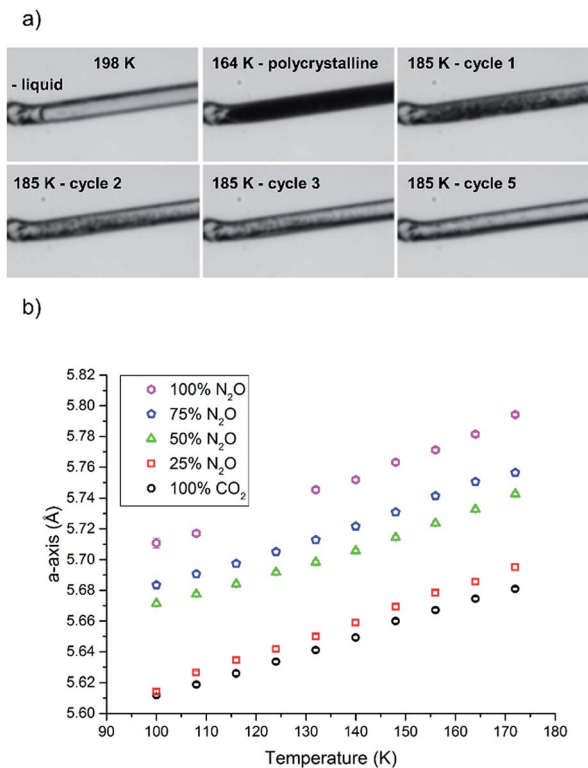 a)
198 K
- liquid
164 K - polycrystalline
185 K - cycle 1
185 K - cycle 2
185 K - cycle 3
185 K - cycle 5
b)
5.82
5.80
5.78
5.76
5.74
5.72
5.70
5.68
5.66
5.64
5.62
5.60
a-axis (Å)
100% N₂O
75% N₂O
50% N₂O
25% N₂O
100% CO₂
90 100 110 120 130 140 150 160 170 180
Temperature (K)